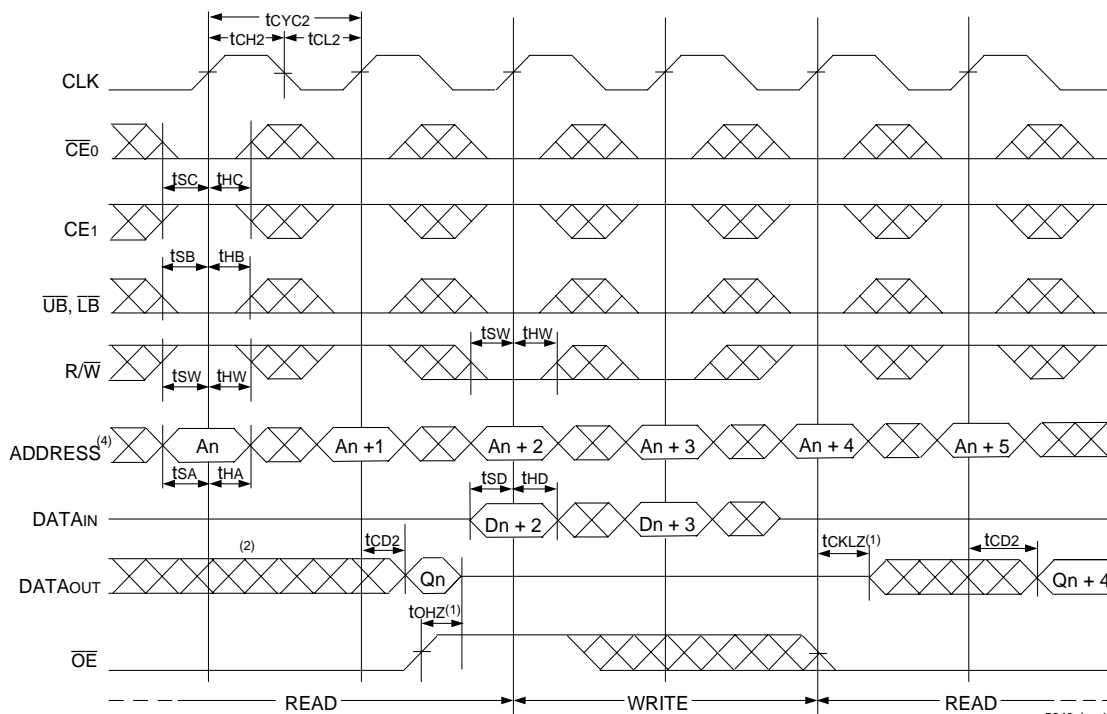 tCYC2
tCH2 tCL2
CLK
CE0
tSC tHC
CE1
tSB tHB
UB, LB
tSW tHW
R/W
tSW tHW
ADDRESS(4) An An +1 An + 2 An + 3 An + 4 An + 5
tSA tHA
tSD tHD
DATAIN Dn + 2 Dn + 3
(2) tCD2 tCKLZ(1) tCD2
DATAOUT Qn Qn + 4
tOHZ(1)
OE
READ WRITE READ